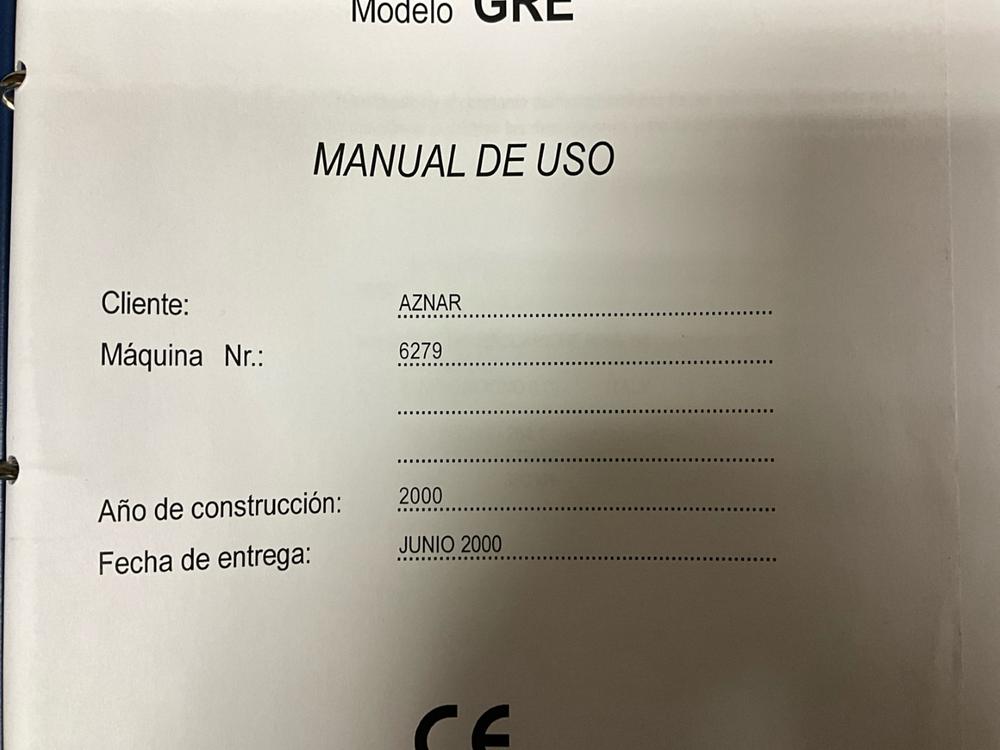 Modelo GRE
MANUAL DE USO
Cliente: AZNAR
Máquina Nr.: 6279
Año de construcción: 2000
Fecha de entrega: JUNIO 2000
CE